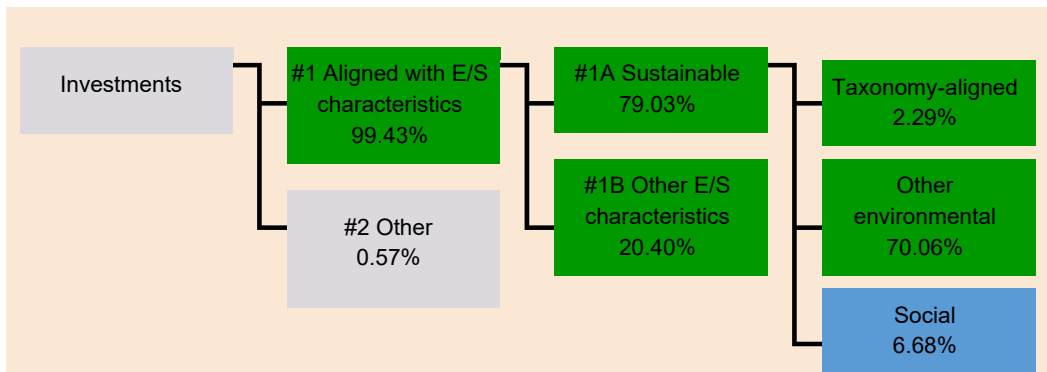 Investments
#1 Aligned with E/S
characteristics
99.43%
#2 Other
0.57%
#1A Sustainable
79.03%
#1B Other E/S
characteristics
20.40%
Taxonomy-aligned
2.29%
Other
environmental
70.06%
Social
6.68%